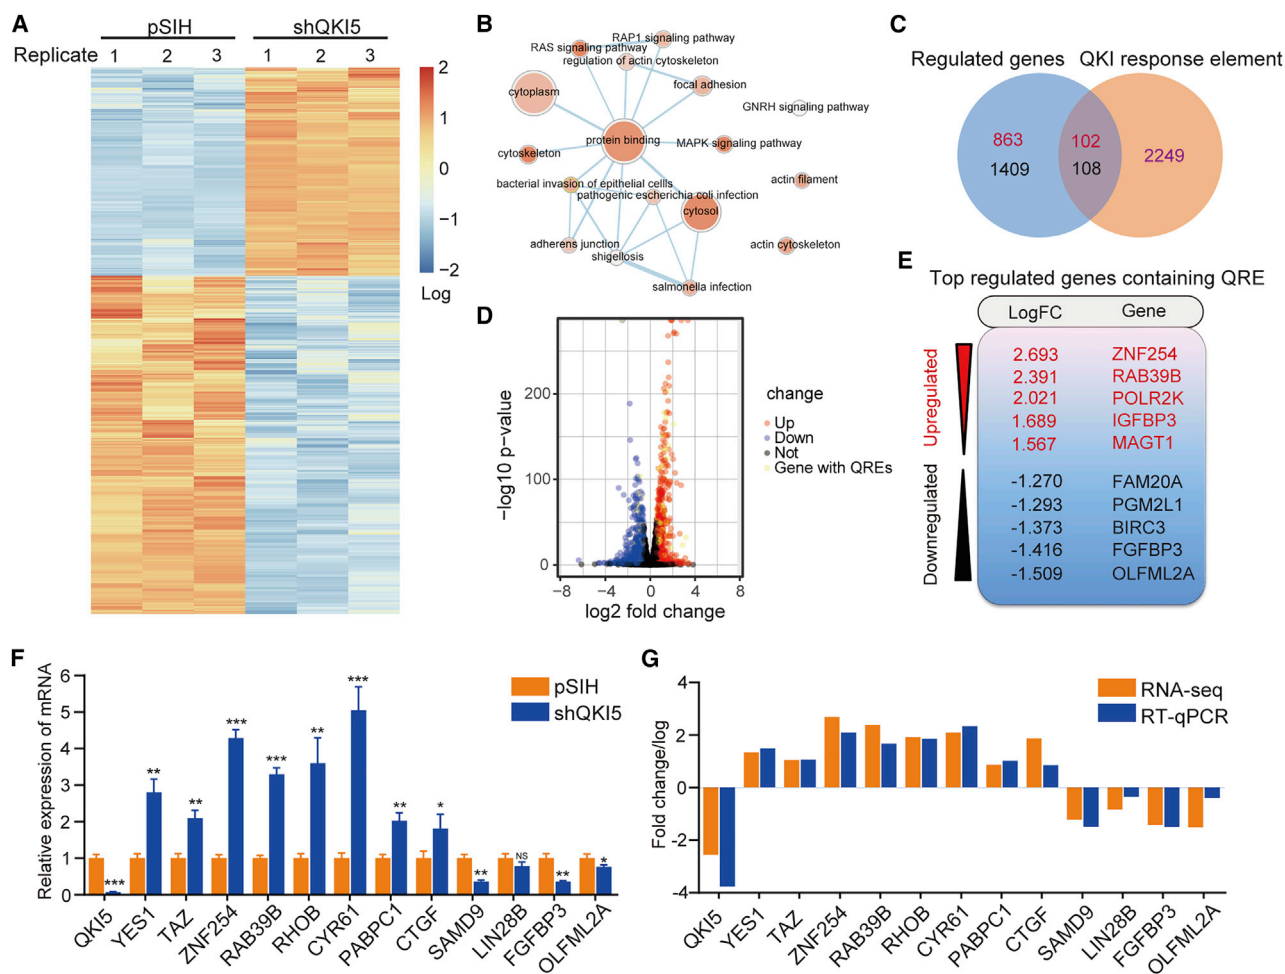 A
pSIH shQKI5
Replicate 1 2 3 1 2 3
2
1
0
−1
−2
Log
B
RAP1 signaling pathway
RAS signaling pathway
regulation of actin cytoskeleton
focal adhesion
cytoplasm
GNRH signaling pathway
protein binding
MAPK signaling pathway
cytoskeleton
actin filament
bacterial invasion of epithelial cellls
pathogenic escherichia coli infection
cytosol
adherens junction
actin cytoskeleton
shigellosis
salmonella infection
C
Regulated genes QKI response element
863 102 2249
1409 108
D
−log10 p−value
200
100
0
−8 −4 0 4 8
log2 fold change
change
Up
Down
Not
Gene with QREs
E
Top regulated genes containing QRE
LogFC Gene
Upregulated
2.693 ZNF254
2.391 RAB39B
2.021 POLR2K
1.689 IGFBP3
1.567 MAGT1
Downregulated
-1.270 FAM20A
-1.293 PGM2L1
-1.373 BIRC3
-1.416 FGFBP3
-1.509 OLFML2A
F
Relative expression of mRNA
6
5
4
3
2
1
0
pSIH
shQKI5
*** ** ** *** *** ** *** ** * ** NS ** *
QKI5 YES1 TAZ ZNF254 RAB39B RHOB CYR61 PABPC1 CTGF SAMD9 LIN28B FGFBP3 OLFML2A
G
Fold change/log
4
2
0
-2
-4
RNA-seq
RT-qPCR
QKI5 YES1 TAZ ZNF254 RAB39B RHOB CYR61 PABPC1 CTGF SAMD9 LIN28B FGFBP3 OLFML2A